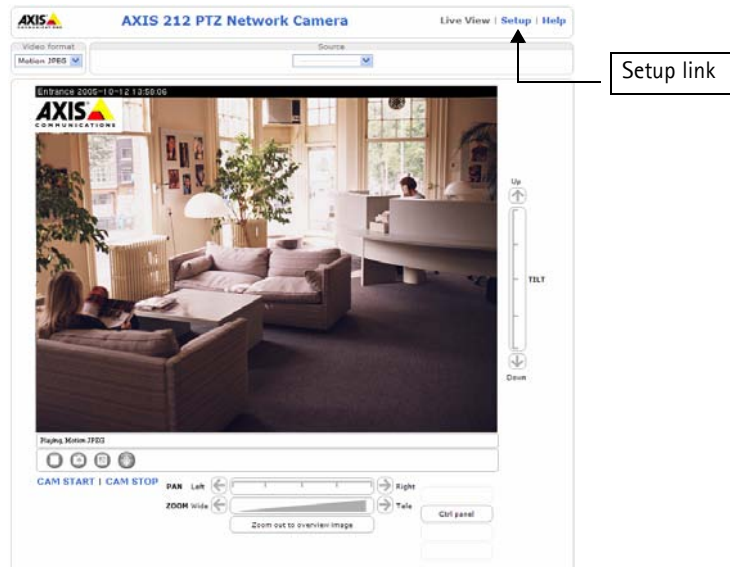 AXIS
COMMUNICATIONS
AXIS 212 PTZ Network Camera
Live View | Setup | Help
Video format
Source
Motion JPEG
Setup link
Entrance 2005-10-12 13:58:06
AXIS
COMMUNICATIONS
Up
TILT
Down
Playing, Motion JPEG
CAM START | CAM STOP
PAN Left
Right
ZOOM Wide
Tele
Ctrl panel
Zoom out to overview image